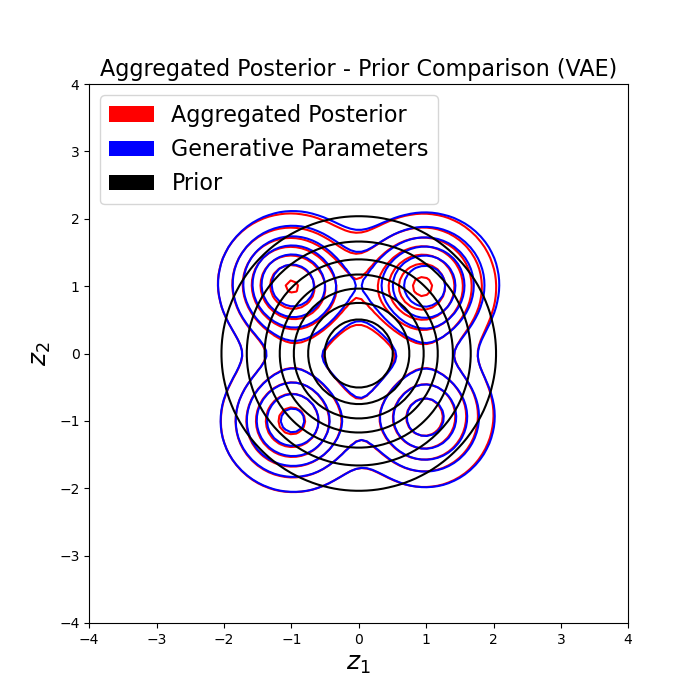 Aggregated Posterior - Prior Comparison (VAE)
Aggregated Posterior
Generative Parameters
Prior
4
3
2
1
0
−1
−2
−3
−4
z₂
−4 −3 −2 −1 0 1 2 3 4
z₁